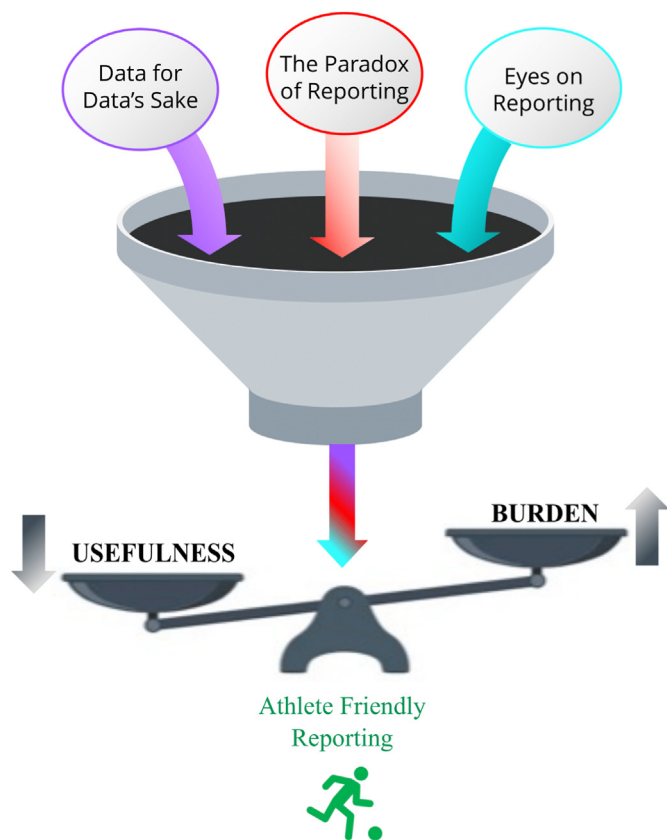 Data for
Data's Sake
The Paradox
of Reporting
Eyes on
Reporting
BURDEN
USEFULNESS
Athlete Friendly
Reporting